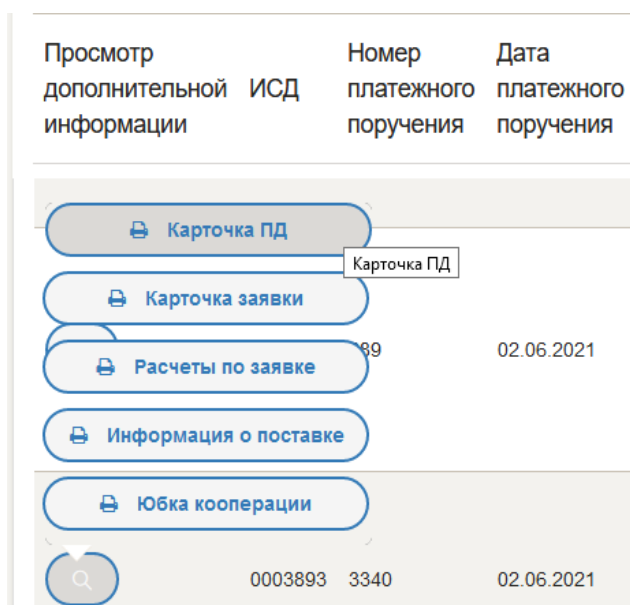 Просмотр
дополнительной
информации
ИСД
Номер
платежного
поручения
Дата
платежного
поручения
Карточка ПД
Карточка ПД
Карточка заявки
89
02.06.2021
Расчеты по заявке
Информация о поставке
Юбка кооперации
0003893 3340 02.06.2021